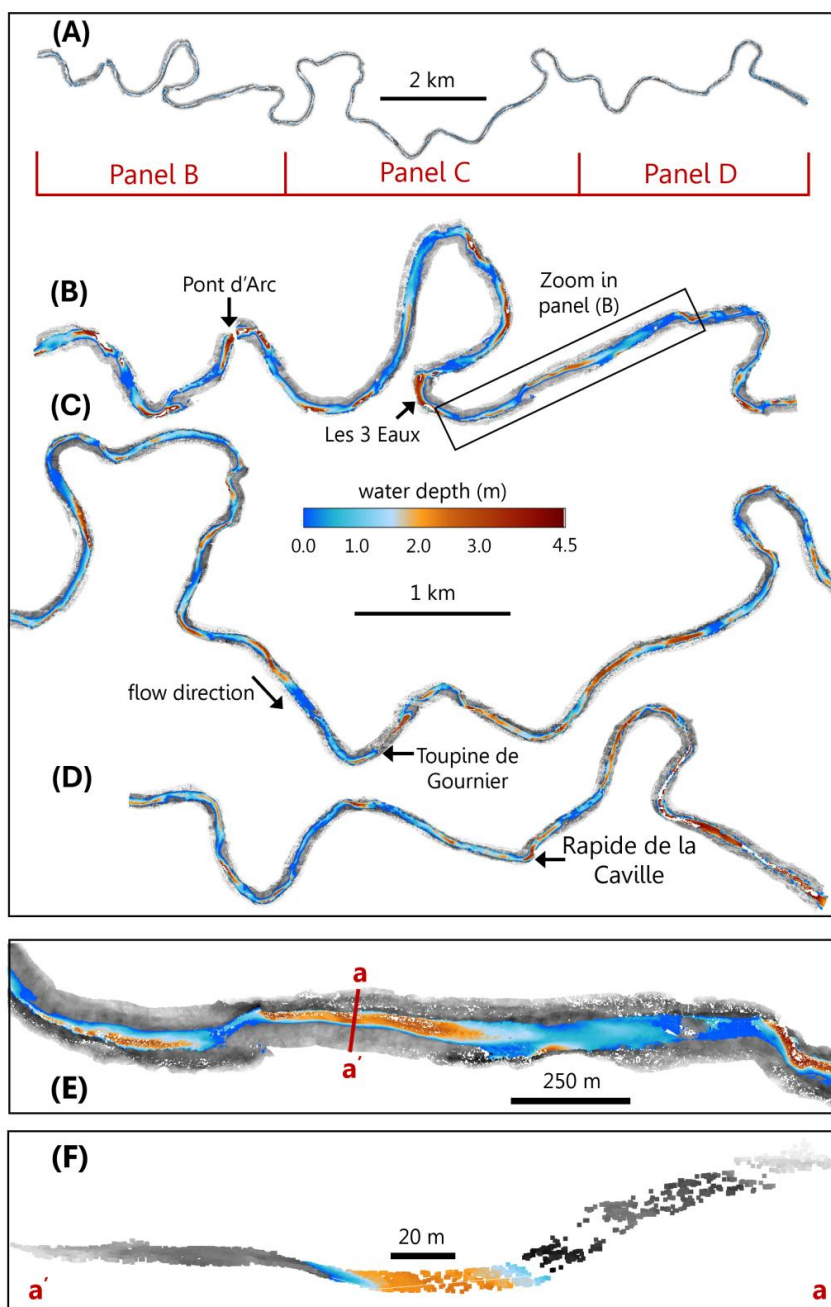 (A)
2 km
Panel B
Panel C
Panel D
(B)
Pont d'Arc
Zoom in
panel (B)
Les 3 Eaux
(C)
water depth (m)
0.0 1.0 2.0 3.0 4.5
1 km
flow direction
Toupine de
Gournier
(D)
Rapide de la
Caville
a
a'
250 m
(E)
(F)
20 m
a'
a